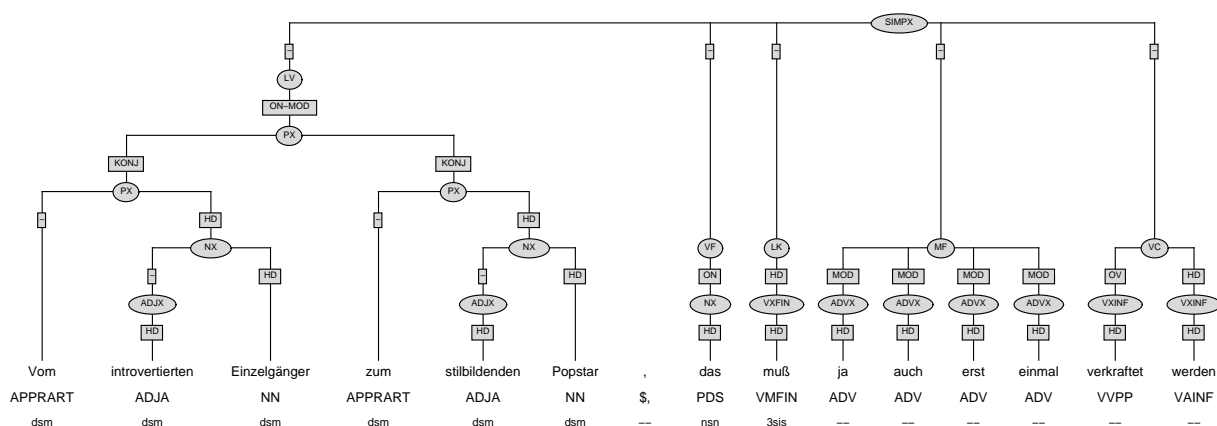 SIMPX
– – – – –
LV
ON–MOD
PX
KONJ KONJ
PX PX
– HD – HD
NX NX VF LK MF VC
– HD – HD ON HD MOD MOD MOD MOD OV HD
ADJX ADJX NX VXFIN ADVX ADVX ADVX ADVX VXINF VXINF
HD HD HD HD HD HD HD HD HD HD
Vom introvertierten Einzelgänger zum stilbildenden Popstar , das muß ja auch erst einmal verkraftet werden
APPRART ADJA NN APPRART ADJA NN $, PDS VMFIN ADV ADV ADV ADV VVPP VAINF
dsm dsm dsm dsm dsm dsm –– nsn 3sis –– –– –– –– –– ––